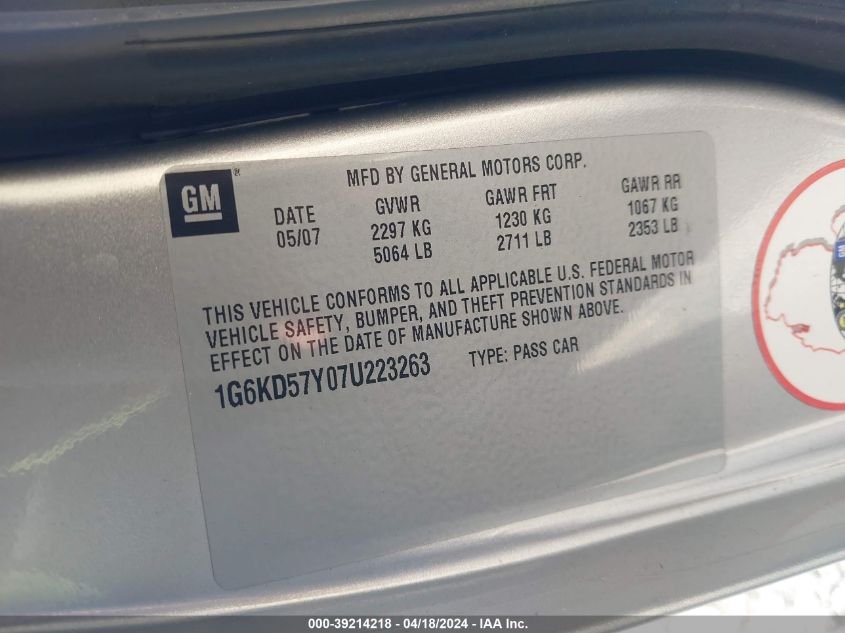 GM
®
MFD BY GENERAL MOTORS CORP.
DATE GVWR GAWR FRT GAWR RR
05/07 2297 KG 1230 KG 1067 KG
5064 LB 2711 LB 2353 LB
THIS VEHICLE CONFORMS TO ALL APPLICABLE U.S. FEDERAL MOTOR
VEHICLE SAFETY, BUMPER, AND THEFT PREVENTION STANDARDS IN
EFFECT ON THE DATE OF MANUFACTURE SHOWN ABOVE.
1G6KD57Y07U223263 TYPE: PASS CAR
GM
000-39214218 - 04/18/2024 - IAA Inc.